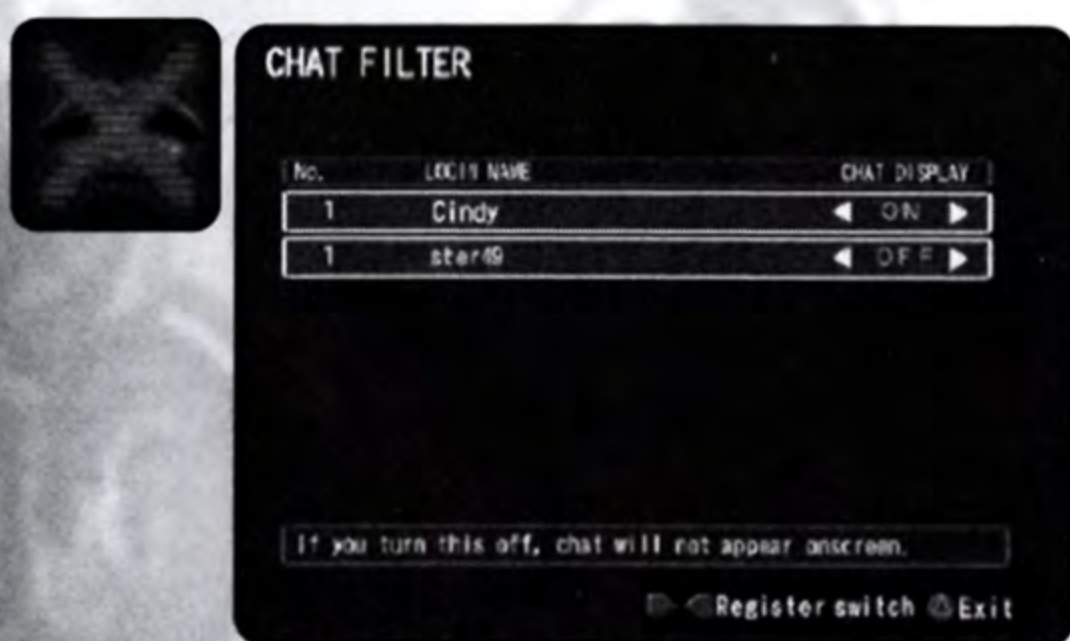 CHAT FILTER
No. LOGIN NAME CHAT DISPLAY
1 Cindy ON
1 ster49 OFF
If you turn this off, chat will not appear onscreen.
Register switch Exit